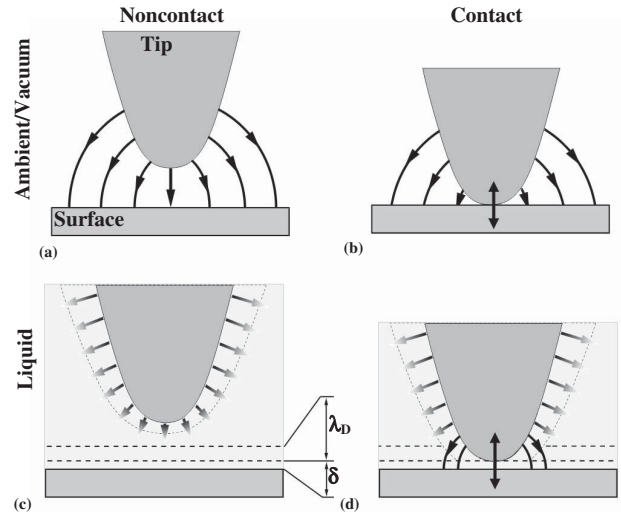 Noncontact
Contact
Ambient/Vacuum
Tip
Surface
(a)
(b)
Liquid
λD
δ
(c)
(d)